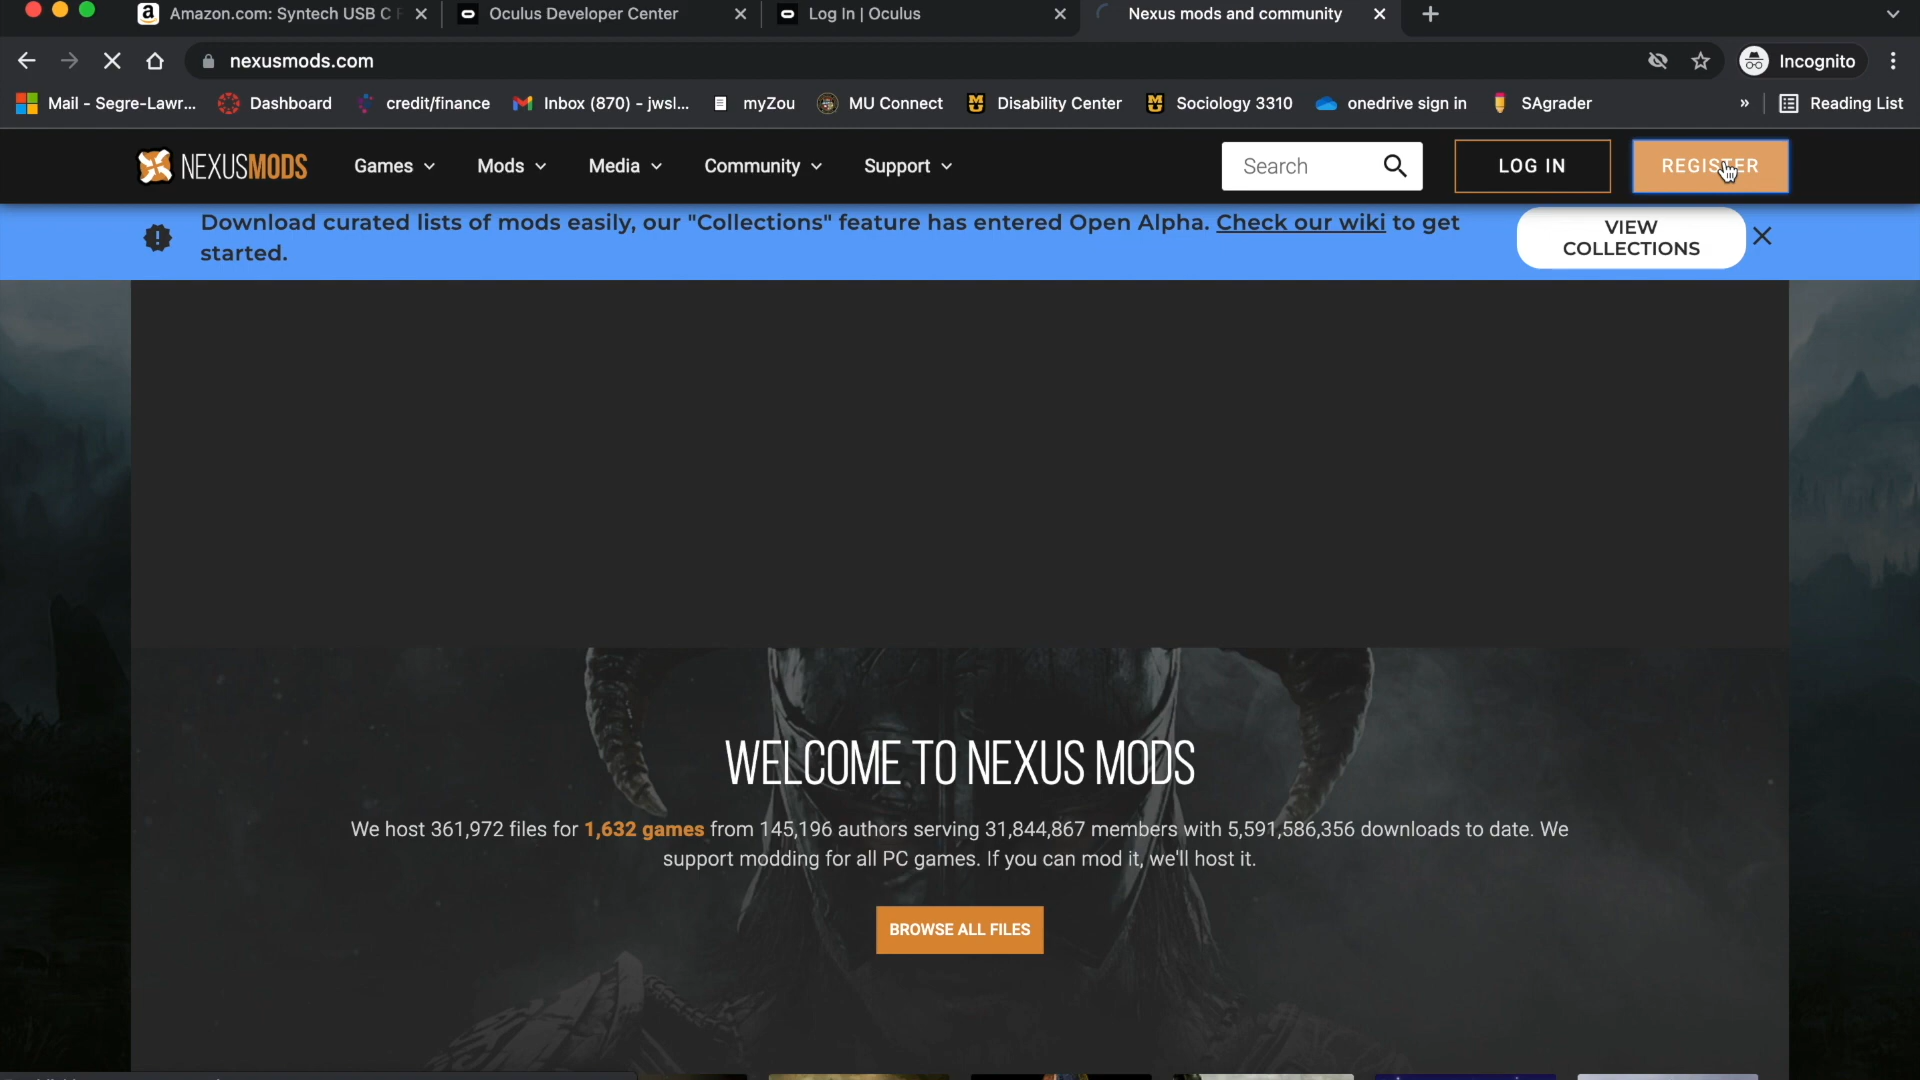 Amazon.com: Syntech USB C F
Oculus Developer Center
Log In | Oculus
Nexus mods and community
nexusmods.com
Incognito
Mail - Segre-Lawr...
Dashboard
credit/finance
Inbox (870) - jwsl...
myZou
MU Connect
Disability Center
Sociology 3310
onedrive sign in
SAgrader
»
Reading List
NEXUSMODS
Games
Mods
Media
Community
Support
Search
LOG IN
REGISTER
Download curated lists of mods easily, our "Collections" feature has entered Open Alpha. Check our wiki to get
started.
VIEW
COLLECTIONS
WELCOME TO NEXUS MODS
We host 361,972 files for 1,632 games from 145,196 authors serving 31,844,867 members with 5,591,586,356 downloads to date. We
support modding for all PC games. If you can mod it, we'll host it.
BROWSE ALL FILES